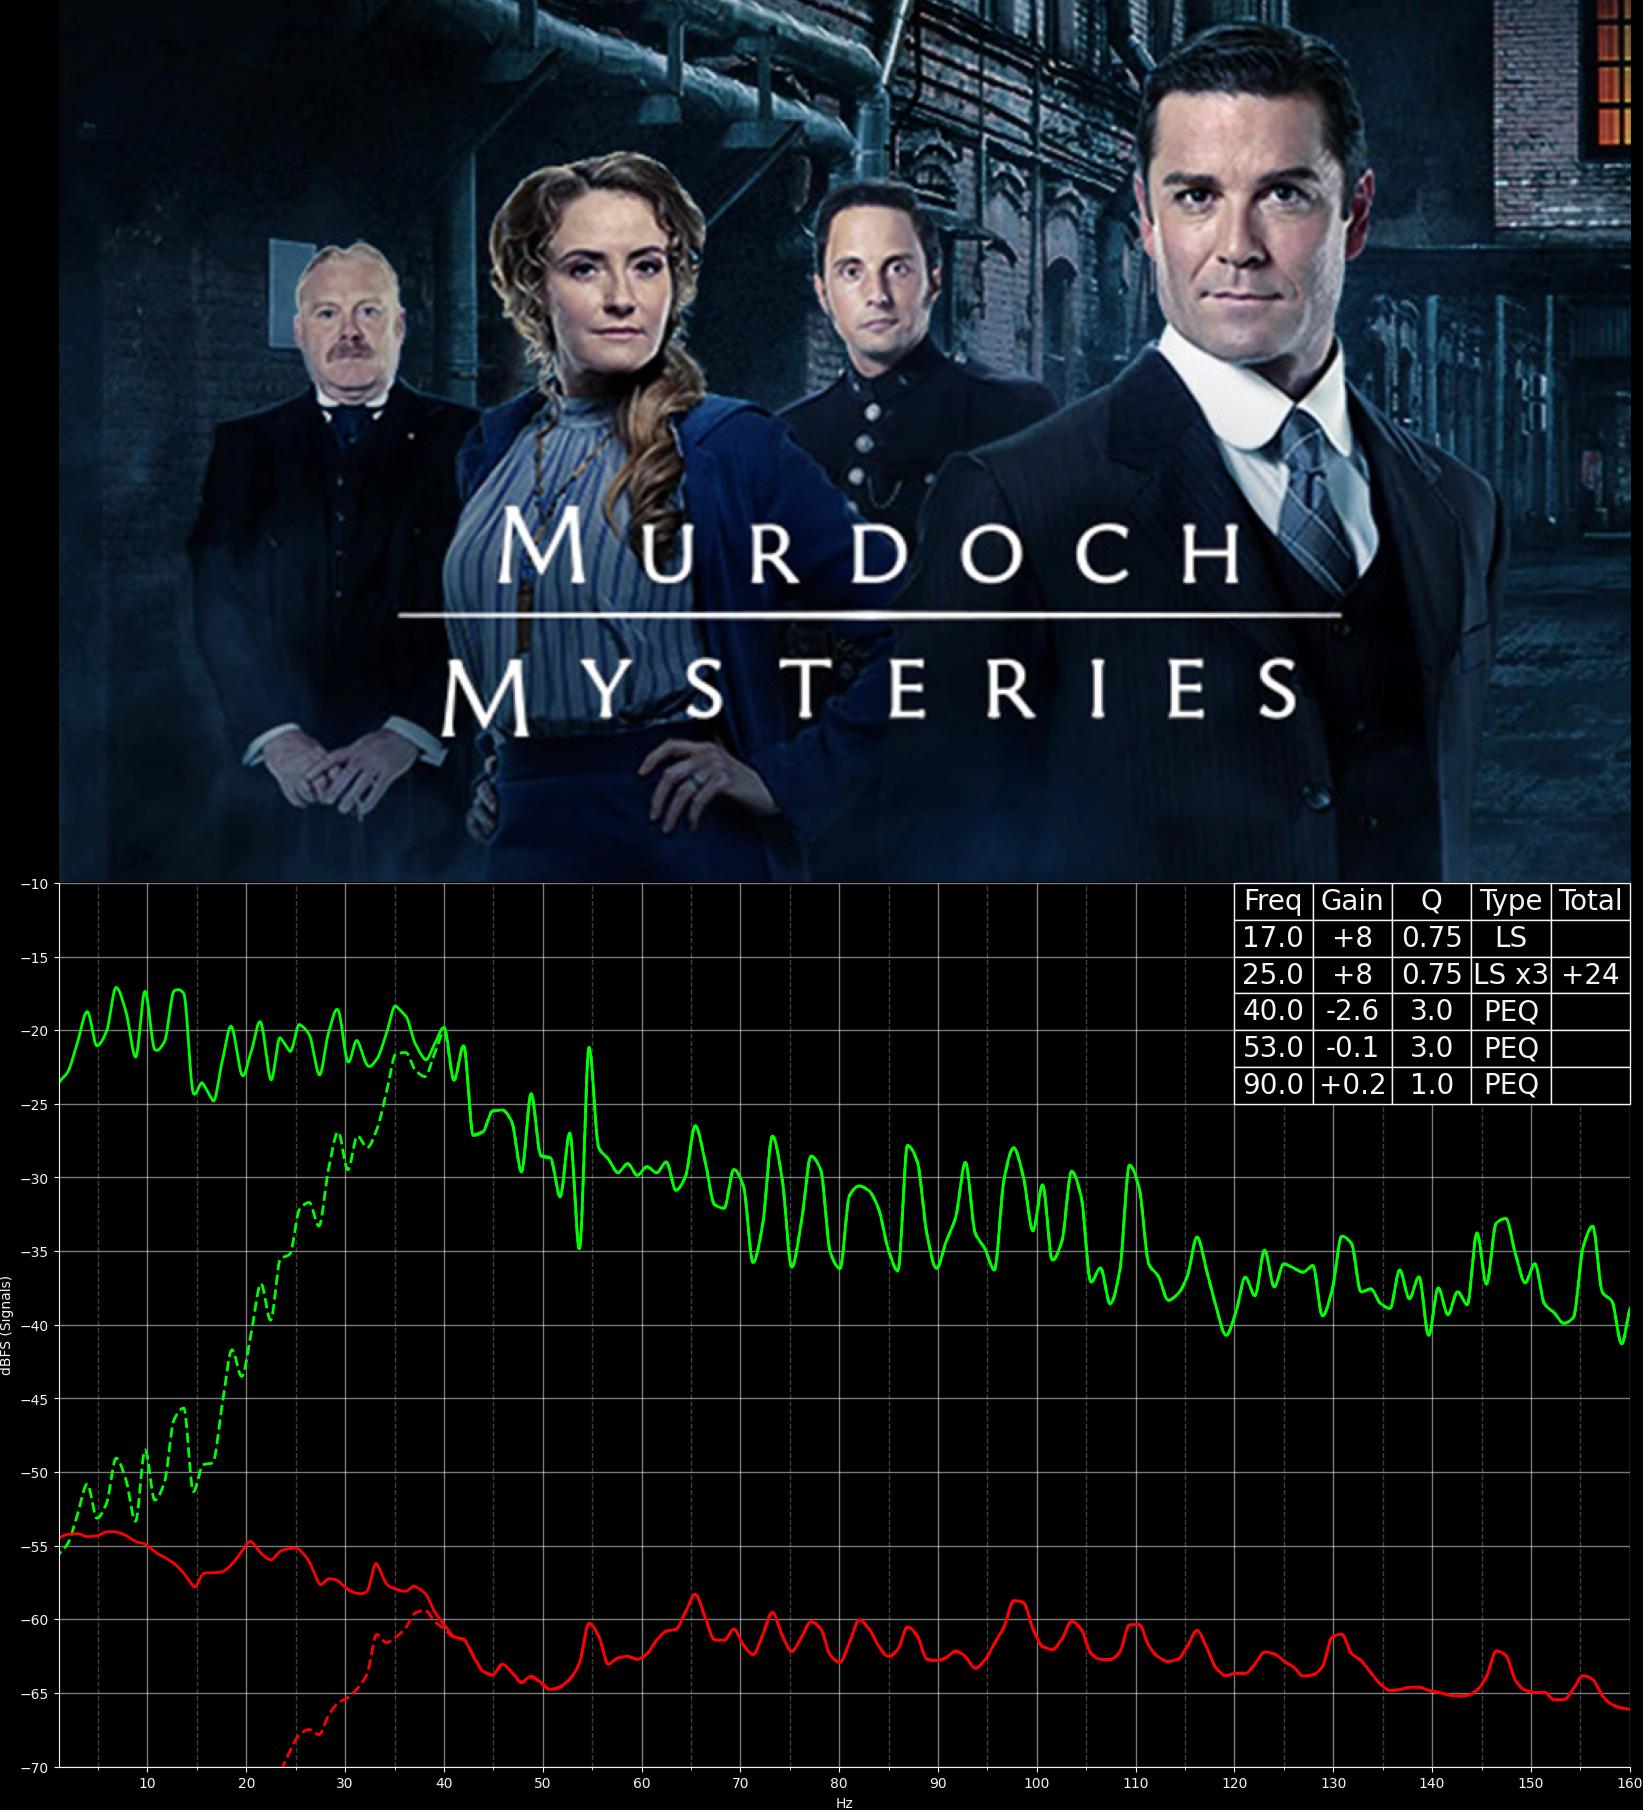 MURDOCH
MYSTERIES
Freq Gain Q Type Total
17.0 +8 0.75 LS
25.0 +8 0.75 LS x3 +24
40.0 -2.6 3.0 PEQ
53.0 -0.1 3.0 PEQ
90.0 +0.2 1.0 PEQ
−10
−15
−20
−25
−30
−35
−40
−45
−50
−55
−60
−65
−70
dBFS (Signals)
10 20 30 40 50 60 70 80 90 100 110 120 130 140 150 160
Hz